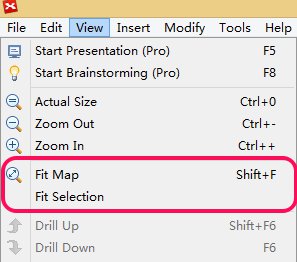 File Edit View Insert Modify Tools Help
Start Presentation (Pro) F5
Start Brainstorming (Pro) F8
Actual Size Ctrl+0
Zoom Out Ctrl+-
Zoom In Ctrl++
Fit Map Shift+F
Fit Selection
Drill Up Shift+F6
Drill Down F6